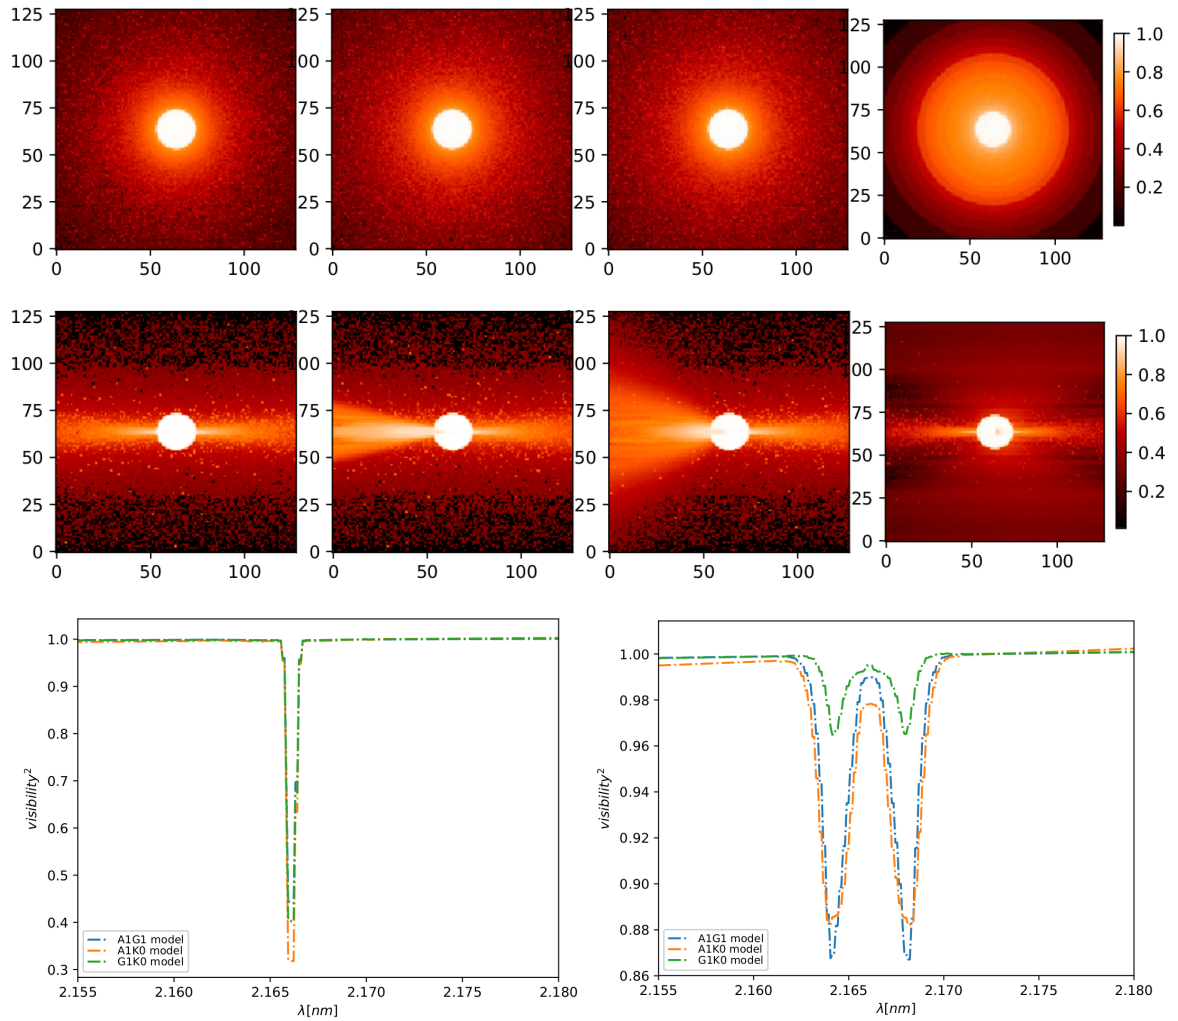 125 125 125 125 1.0
100 100 100 100 0.8
75 75 75 75 0.6
50 50 50 50 0.4
25 25 25 25 0.2
0 0 0 0
0 50 100 0 50 100 0 50 100 0 50 100
125 125 125 125 1.0
100 100 100 100 0.8
75 75 75 75 0.6
50 50 50 50 0.4
25 25 25 25 0.2
0 0 0 0
0 50 100 0 50 100 0 50 100 0 50 100
visibility²
1.0
0.9
0.8
0.7
0.6
0.5
0.4
0.3
A1G1 model
A1K0 model
G1K0 model
2.155 2.160 2.165 2.170 2.175 2.180
λ[nm]
visibility²
1.00
0.98
0.96
0.94
0.92
0.90
0.88
0.86
A1G1 model
A1K0 model
G1K0 model
2.155 2.160 2.165 2.170 2.175 2.180
λ[nm]